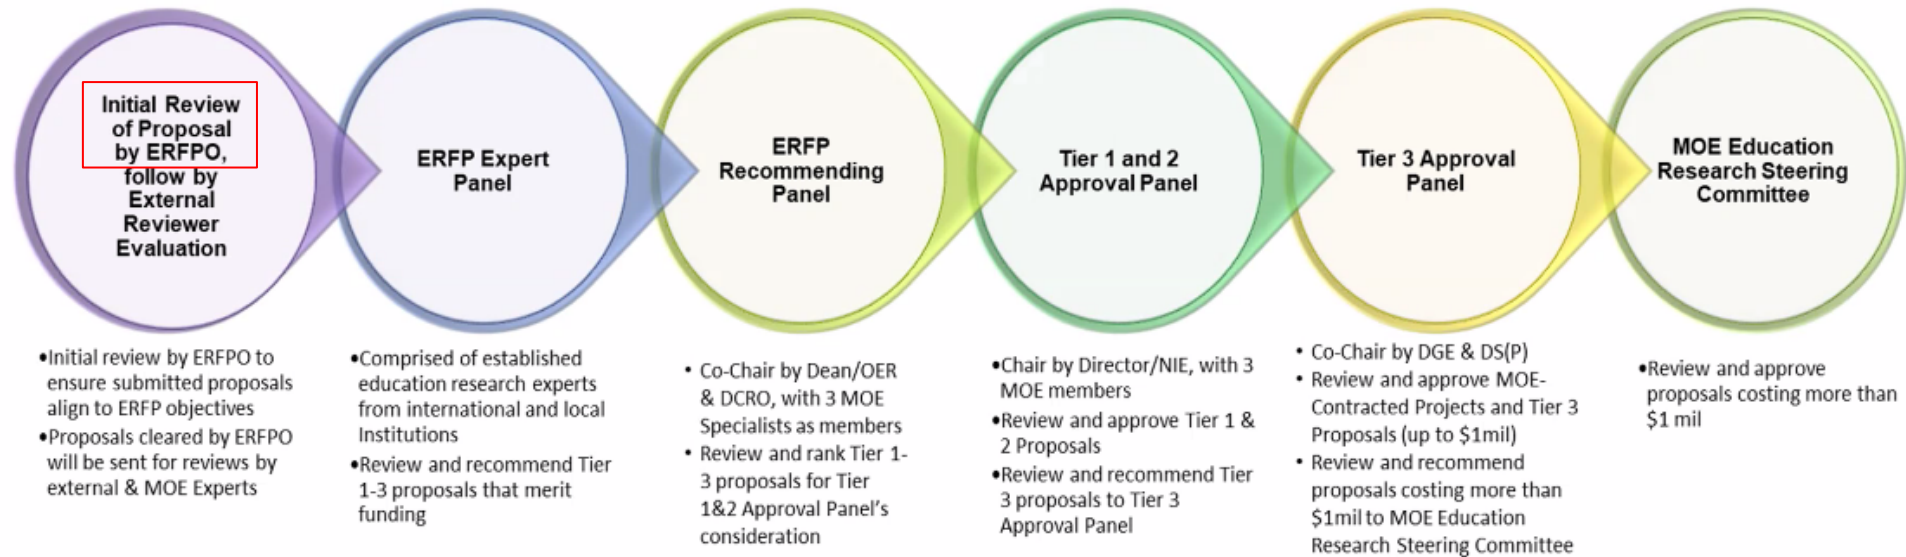 Initial Review
of Proposal
by ERFPO,
follow by
External
Reviewer
Evaluation
ERFP Expert
Panel
ERFP
Recommending
Panel
Tier 1 and 2
Approval Panel
Tier 3 Approval
Panel
MOE Education
Research Steering
Committee
•Initial review by ERFPO to
ensure submitted proposals
align to ERFP objectives
•Proposals cleared by ERFPO
will be sent for reviews by
external & MOE Experts
•Comprised of established
education research experts
from international and local
Institutions
•Review and recommend Tier
1-3 proposals that merit
funding
• Co-Chair by Dean/OER
& DCRO, with 3 MOE
Specialists as members
• Review and rank Tier 1-
3 proposals for Tier
1&2 Approval Panel's
consideration
•Chair by Director/NIE, with 3
MOE members
•Review and approve Tier 1 &
2 Proposals
•Review and recommend Tier
3 proposals to Tier 3
Approval Panel
• Co-Chair by DGE & DS(P)
• Review and approve MOE-
Contracted Projects and Tier 3
Proposals (up to $1mil)
• Review and recommend
proposals costing more than
$1mil to MOE Education
Research Steering Committee
•Review and approve
proposals costing more than
$1 mil